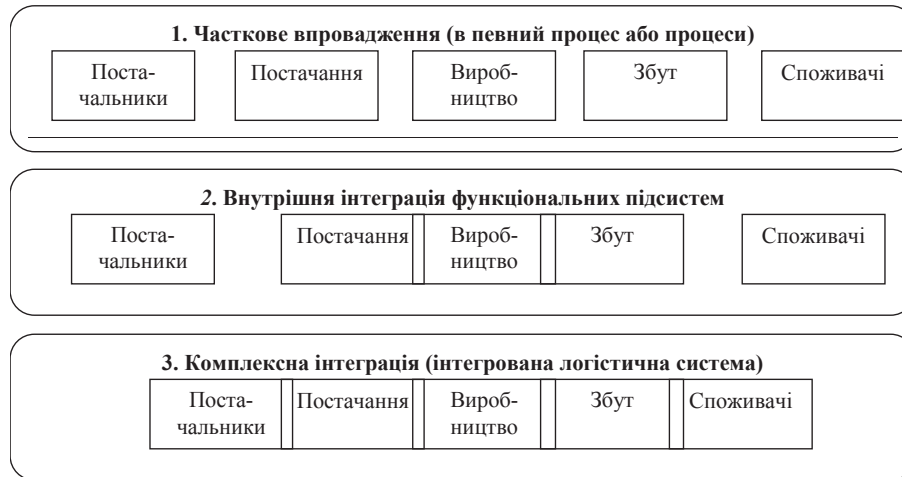 1. Часткове впровадження (в певний процес або процеси)
Поста-
чальники
Постачання
Вироб-
ництво
Збут
Споживачі
2. Внутрішня інтеграція функціональних підсистем
Поста-
чальники
Постачання
Вироб-
ництво
Збут
Споживачі
3. Комплексна інтеграція (інтегрована логістична система)
Поста-
чальники
Постачання
Вироб-
ництво
Збут
Споживачі